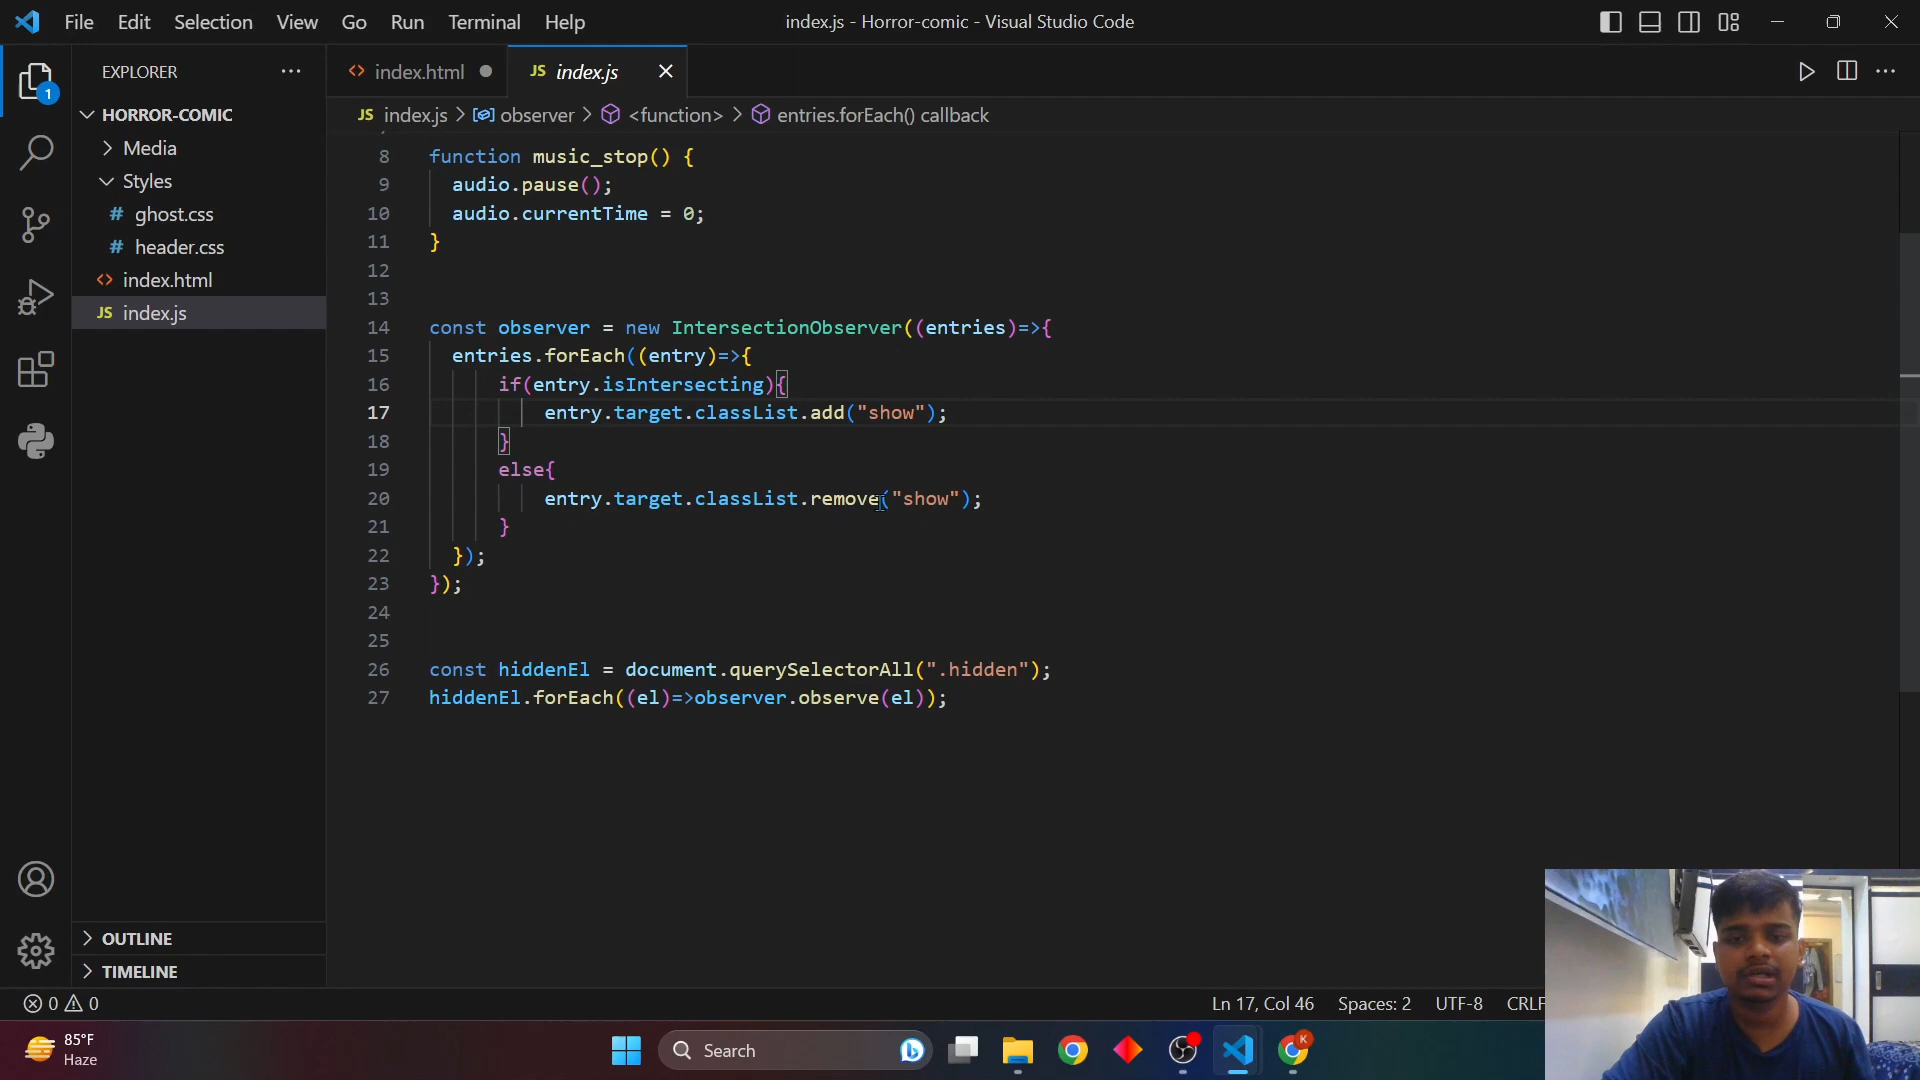 File Edit Selection View Go Run Terminal Help
index.js - Horror-comic - Visual Studio Code
EXPLORER
index.html
JS index.js
1
HORROR-COMIC
JS index.js > observer > <function> > entries.forEach() callback
Media
Styles
# ghost.css
# header.css
index.html
JS index.js
8 function music_stop() {
9 audio.pause();
10 audio.currentTime = 0;
11 }
12
13
14 const observer = new IntersectionObserver((entries)=>{
15 entries.forEach((entry)=>{
16 if(entry.isIntersecting){
17 entry.target.classList.add("show");
18 }
19 else{
20 entry.target.classList.remove("show");
21 }
22 });
23 });
24
25
26 const hiddenEl = document.querySelectorAll(".hidden");
27 hiddenEl.forEach((el)=>observer.observe(el));
OUTLINE
TIMELINE
0 0
Ln 17, Col 46 Spaces: 2 UTF-8 CRLF
85°F
Haze
Search
K